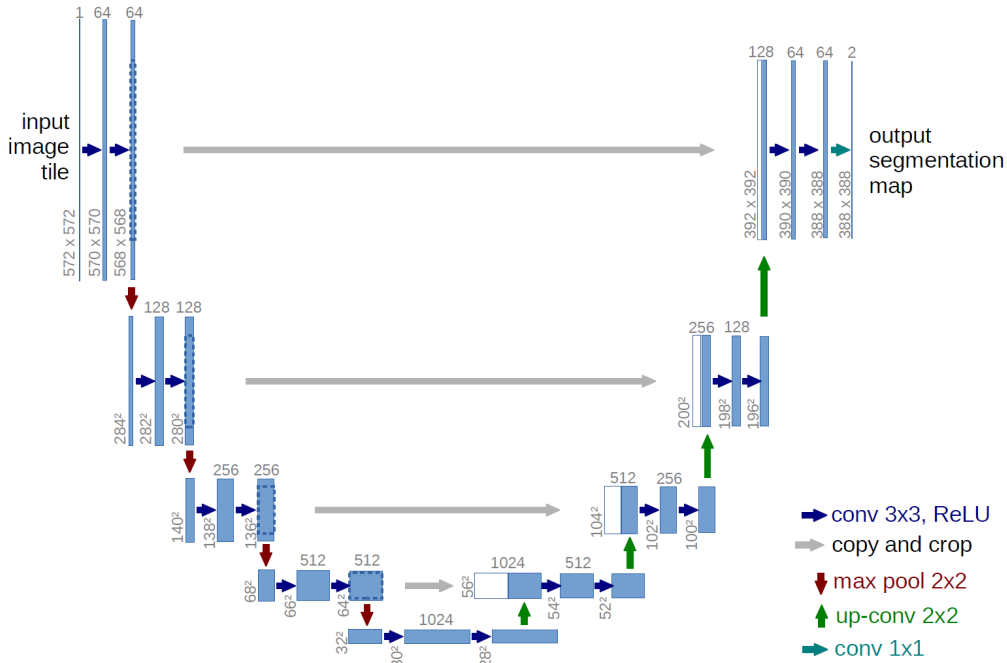 1 64 64
128 64 64 2
input
image
tile
output
segmentation
map
572 x 572
570 x 570
568 x 568
392 x 392
390 x 390
388 x 388
388 x 388
128 128
256 128
284²
282²
280²
200²
198²
196²
256 256
512 256
140²
138²
136²
104²
102²
100²
512 512
1024 512
68²
66²
64²
56²
54²
52²
1024
32²
28²
conv 3x3, ReLU
copy and crop
max pool 2x2
up-conv 2x2
conv 1x1